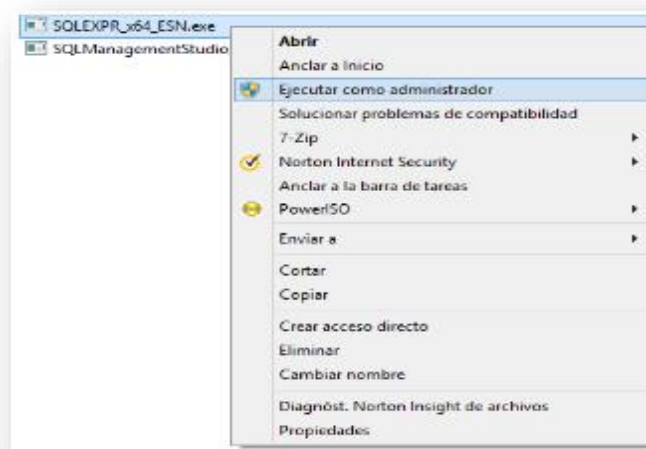 SQLEXPR_x64_ESN.exe
SQLManagementStudio
Abrir
Anclar a Inicio
Ejecutar como administrador
Solucionar problemas de compatibilidad
7-Zip
Norton Internet Security
Anclar a la barra de tareas
PowerISO
Enviar a
Cortar
Copiar
Crear acceso directo
Eliminar
Cambiar nombre
Diagnóst. Norton Insight de archivos
Propiedades